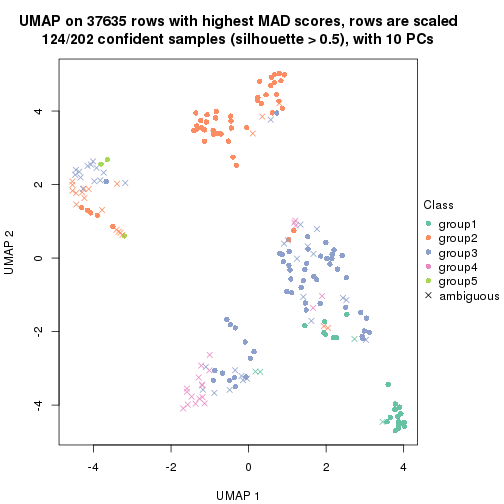 UMAP on 37635 rows with highest MAD scores, rows are scaled
124/202 confident samples (silhouette > 0.5), with 10 PCs
4
2
0
-2
-4
UMAP 2
-4
-2
0
2
4
UMAP 1
Class
group1
group2
group3
group4
group5
ambiguous